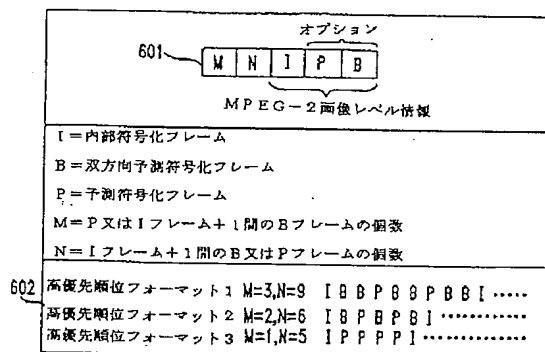 オプション
601
M N I P B
MPEG-2画像レベル情報
I=内部符号化フレーム
B=双方向予測符号化フレーム
P=予測符号化フレーム
M=P又はIフレーム+1間のBフレームの個数
N=Iフレーム+1間のB又はPフレームの個数
602
高優先順位フォーマット1 M=3,N=9 I B B P B B P B B I ·····
高優先順位フォーマット2 M=2,N=6 I B P B P B I ············
高優先順位フォーマット3 M=1,N=5 I P P P P I ··············